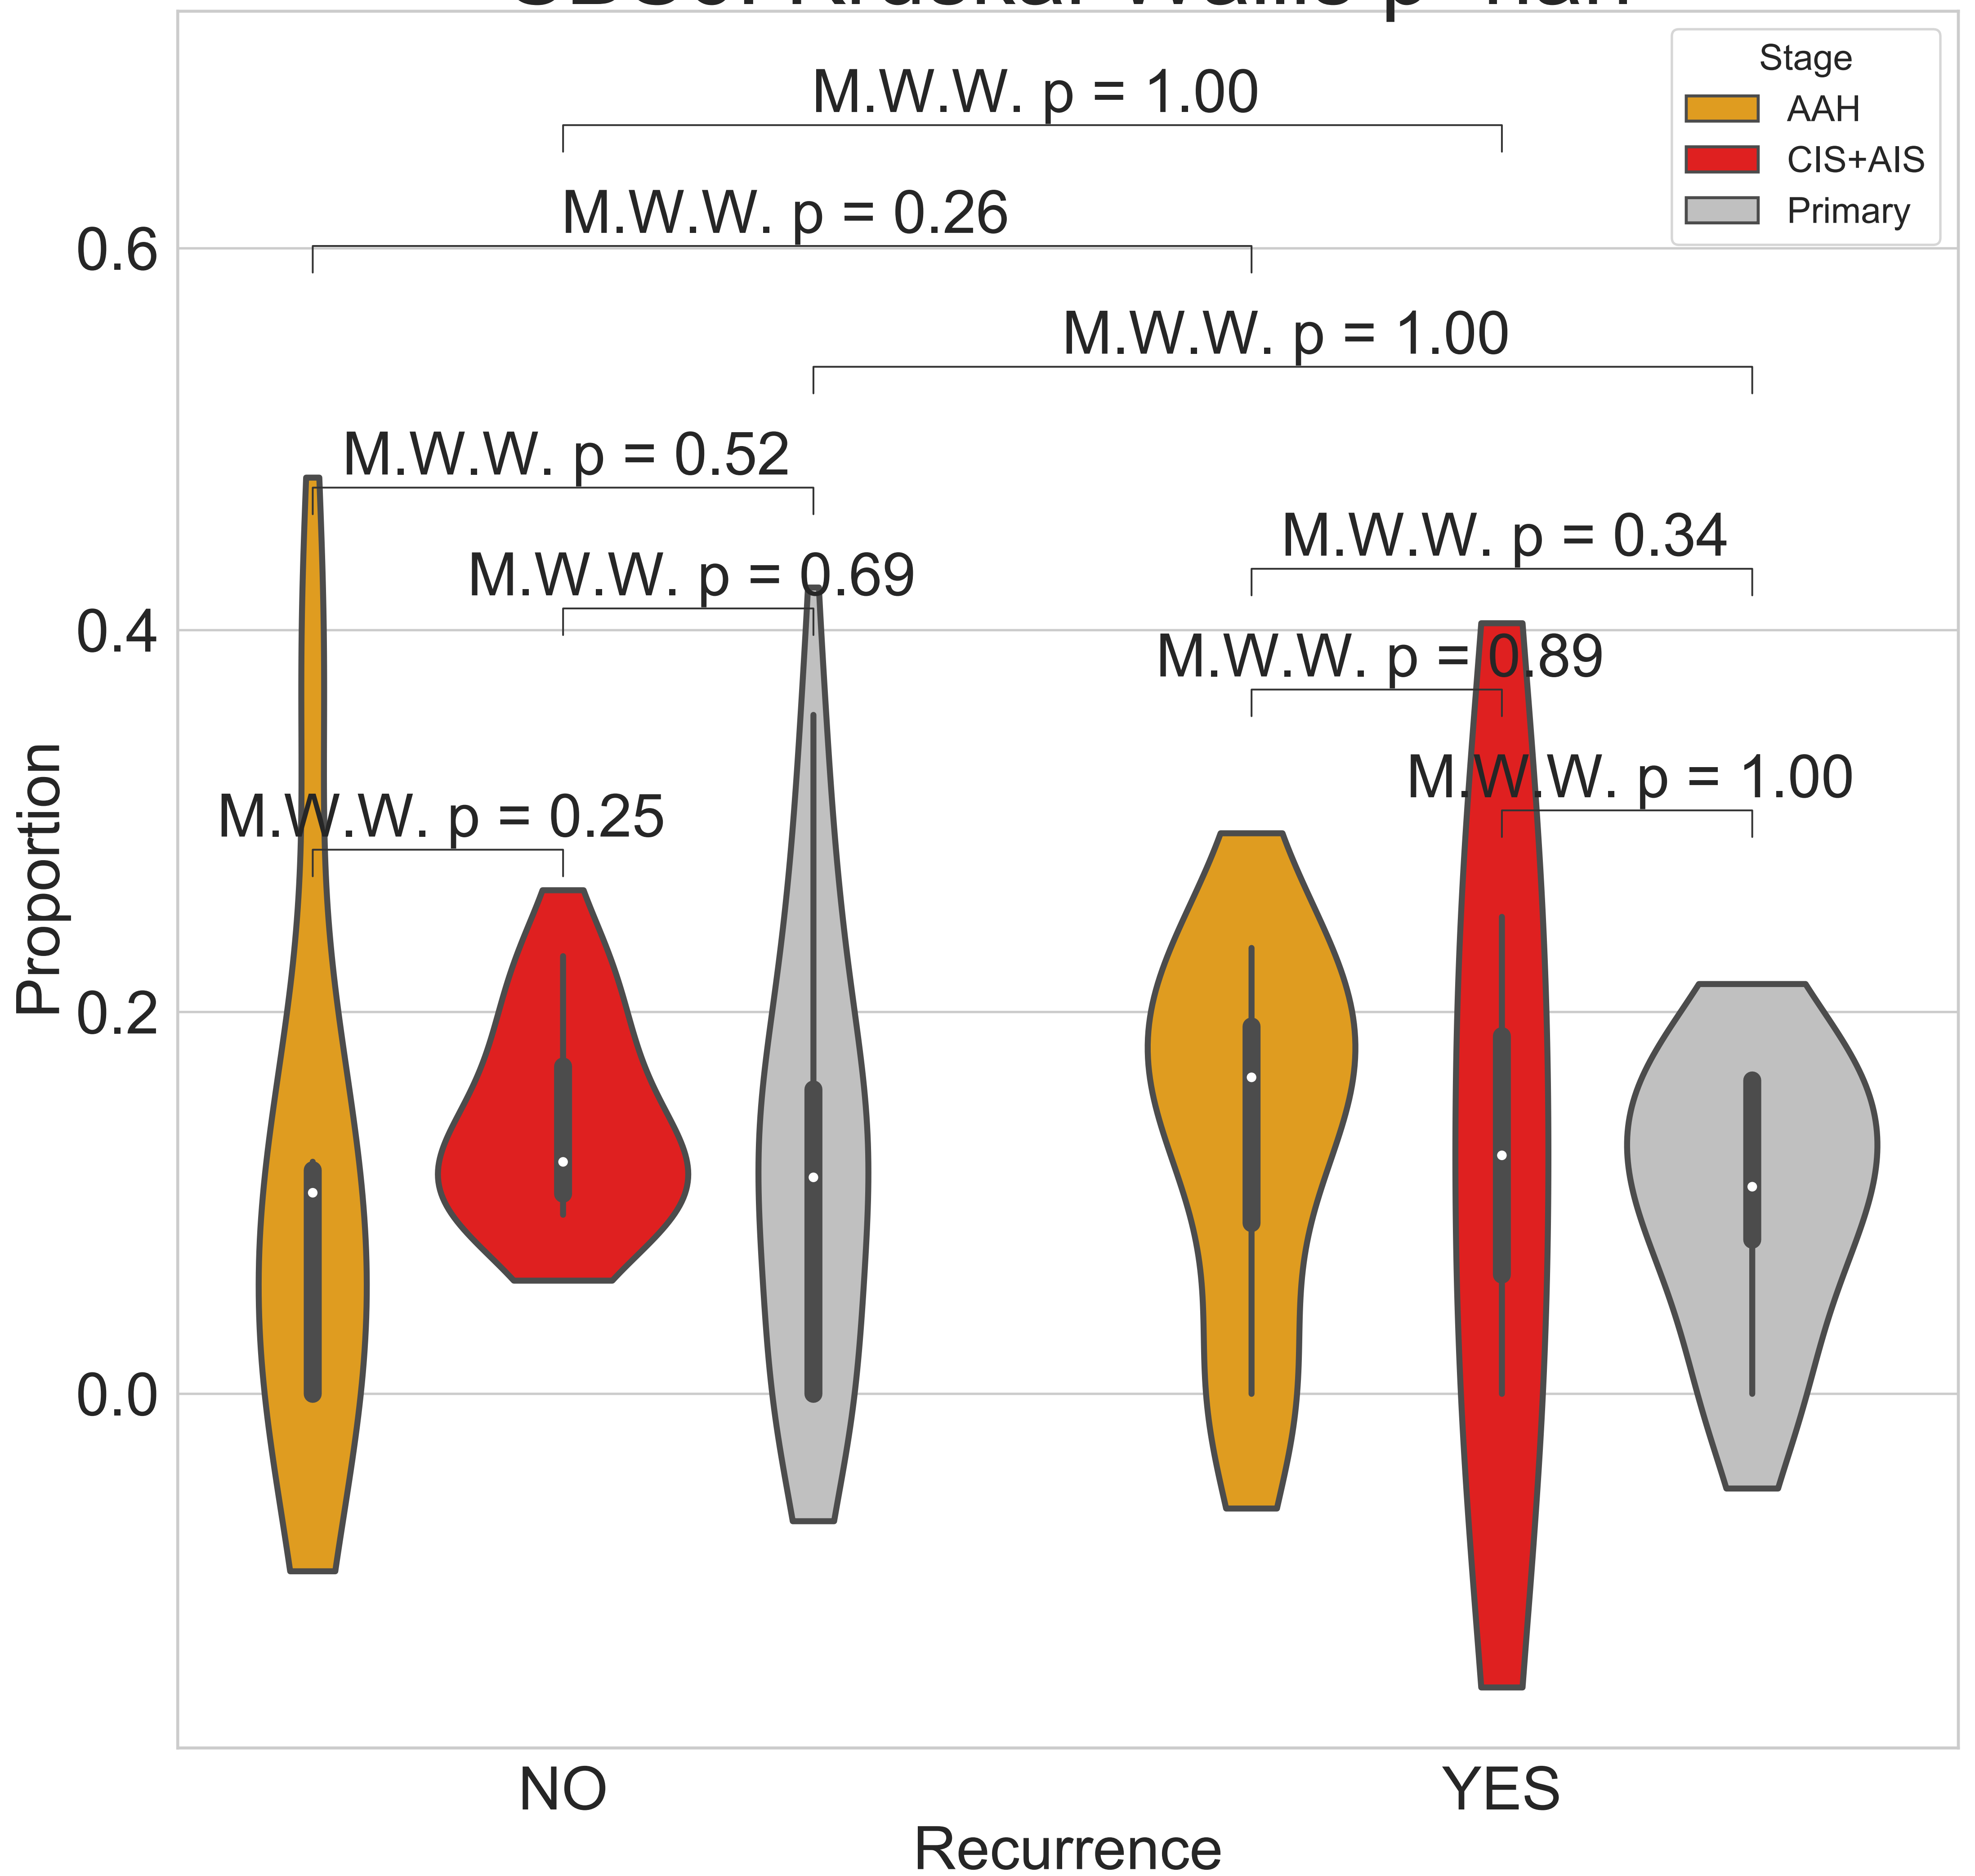 Stage
AAH
CIS+AIS
Primary
M.W.W. p = 1.00
M.W.W. p = 0.26
M.W.W. p = 1.00
M.W.W. p = 0.52
M.W.W. p = 0.34
M.W.W. p = 0.69
M.W.W. p = 0.89
M.W.W. p = 1.00
M.W.W. p = 0.25
0.6
0.4
0.2
0.0
Proportion
NO
YES
Recurrence